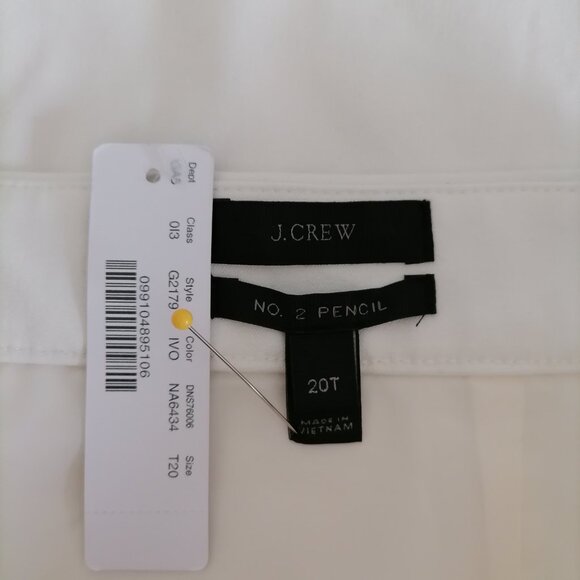 Dept
Class
013
Style
G2179
Color
IVO
DNS76006
NA6434
Size
T20
099104895106
J.CREW
NO. 2 PENCIL
20T
MADE IN
VIETNAM